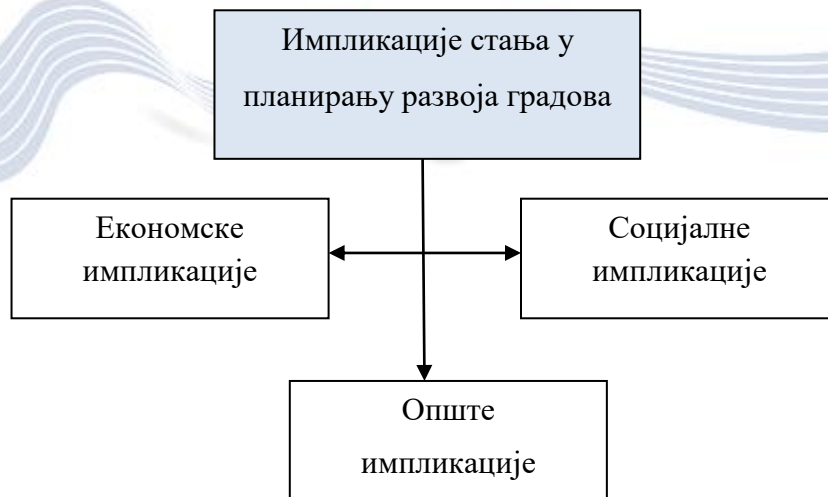 Импликације стања у
планирању развоја градова
Економске
импликације
Социјалне
импликације
Опште
импликације